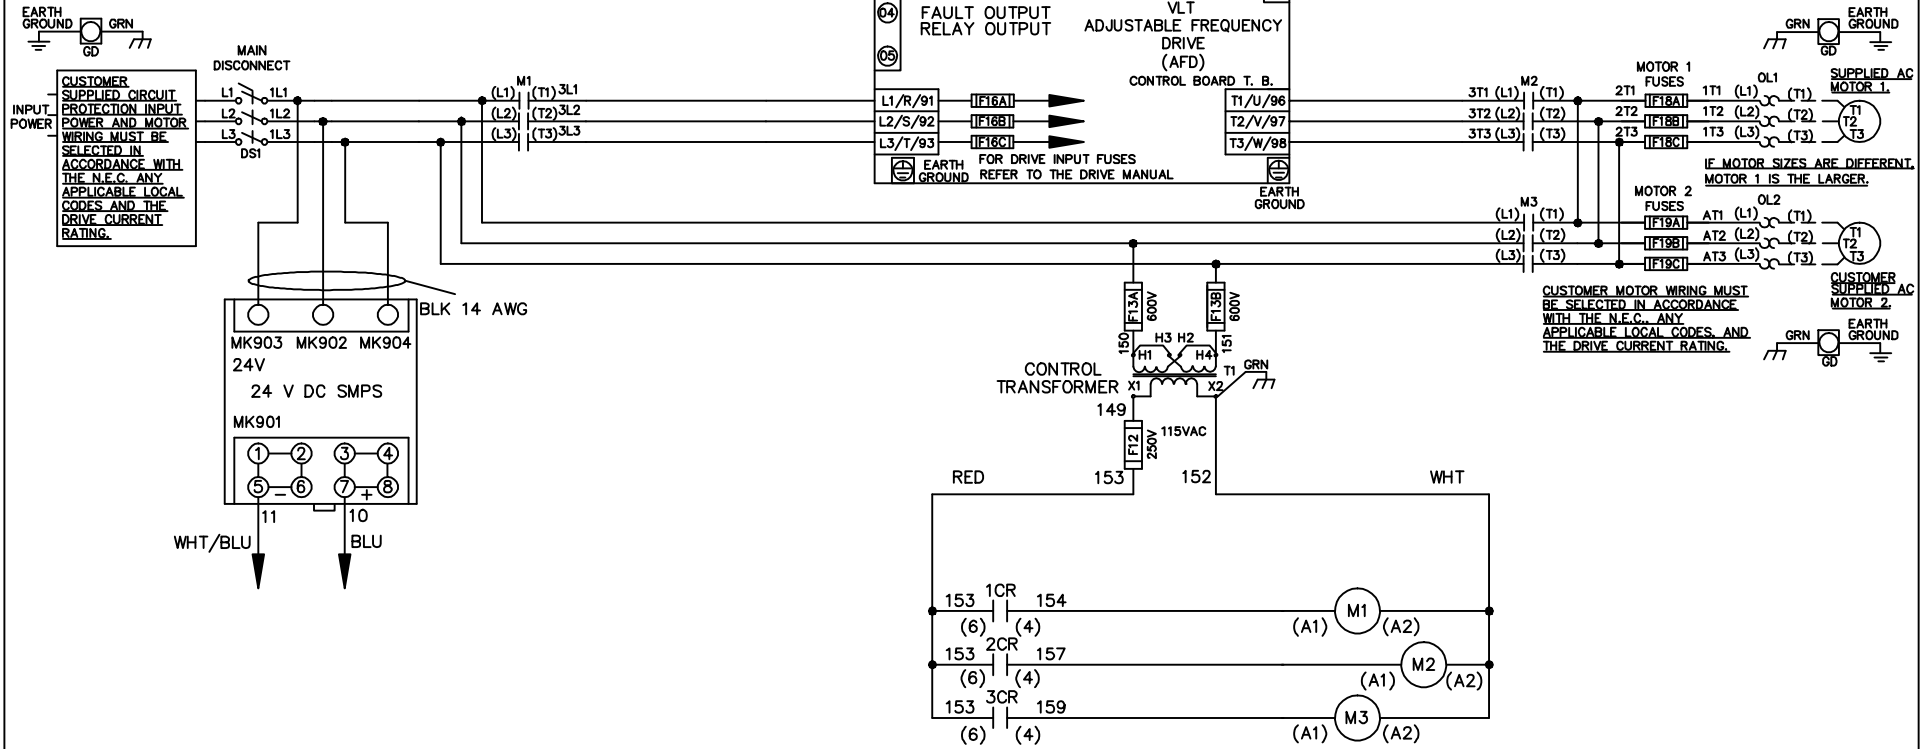 EARTH
GROUND
GRN
GD
CUSTOMER
SUPPLIED CIRCUIT
PROTECTION INPUT
POWER AND MOTOR
WIRING MUST BE
SELECTED IN
ACCORDANCE WITH
THE N.E.C. ANY
APPLICABLE LOCAL
CODES AND THE
DRIVE CURRENT
RATING.
INPUT
POWER
MAIN
DISCONNECT
L1 1L1
L2 1L2
L3 1L3
DS1
M1
(L1) (T1) 3L1
(L2) (T2) 3L2
(L3) (T3) 3L3
04
FAULT OUTPUT
RELAY OUTPUT
05
VLT
ADJUSTABLE FREQUENCY
DRIVE
(AFD)
CONTROL BOARD T. B.
L1/R/91 F16A
L2/S/92 F16B
L3/T/93 F16C
EARTH
GROUND
FOR DRIVE INPUT FUSES
REFER TO THE DRIVE MANUAL
T1/U/96
T2/V/97
T3/W/98
EARTH
GROUND
M2
3T1 (L1) (T1)
3T2 (L2) (T2)
3T3 (L3) (T3)
MOTOR 1
FUSES
2T1 F18A 1T1 (L1) (T1)
2T2 F18B 1T2 (L2) (T2)
2T3 F18C 1T3 (L3) (T3)
OL1
GRN
GD
EARTH
GROUND
SUPPLIED AC
MOTOR 1.
T1
T2
T3
IF MOTOR SIZES ARE DIFFERENT,
MOTOR 1 IS THE LARGER.
M3
(L1) (T1)
(L2) (T2)
(L3) (T3)
MOTOR 2
FUSES
F19A AT1 (L1) (T1)
F19B AT2 (L2) (T2)
F19C AT3 (L3) (T3)
OL2
T1
T2
T3
CUSTOMER
SUPPLIED AC
MOTOR 2.
CUSTOMER MOTOR WIRING MUST
BE SELECTED IN ACCORDANCE
WITH THE N.E.C., ANY
APPLICABLE LOCAL CODES, AND
THE DRIVE CURRENT RATING.
GRN
GD
EARTH
GROUND
BLK 14 AWG
MK903 MK902 MK904
24V
24 V DC SMPS
MK901
1 2 3 4
5 - 6 7 + 8
11 10
WHT/BLU BLU
F13A 600V
F13B 600V
150
151
H3 H2
H1 H4
CONTROL
TRANSFORMER
X1 X2
T1
GRN
149
F12 250V
115VAC
RED 153 152 WHT
153 1CR 154 M1
(6) (4) (A1) (A2)
153 2CR 157 M2
(6) (4) (A1) (A2)
153 3CR 159 M3
(6) (4) (A1) (A2)